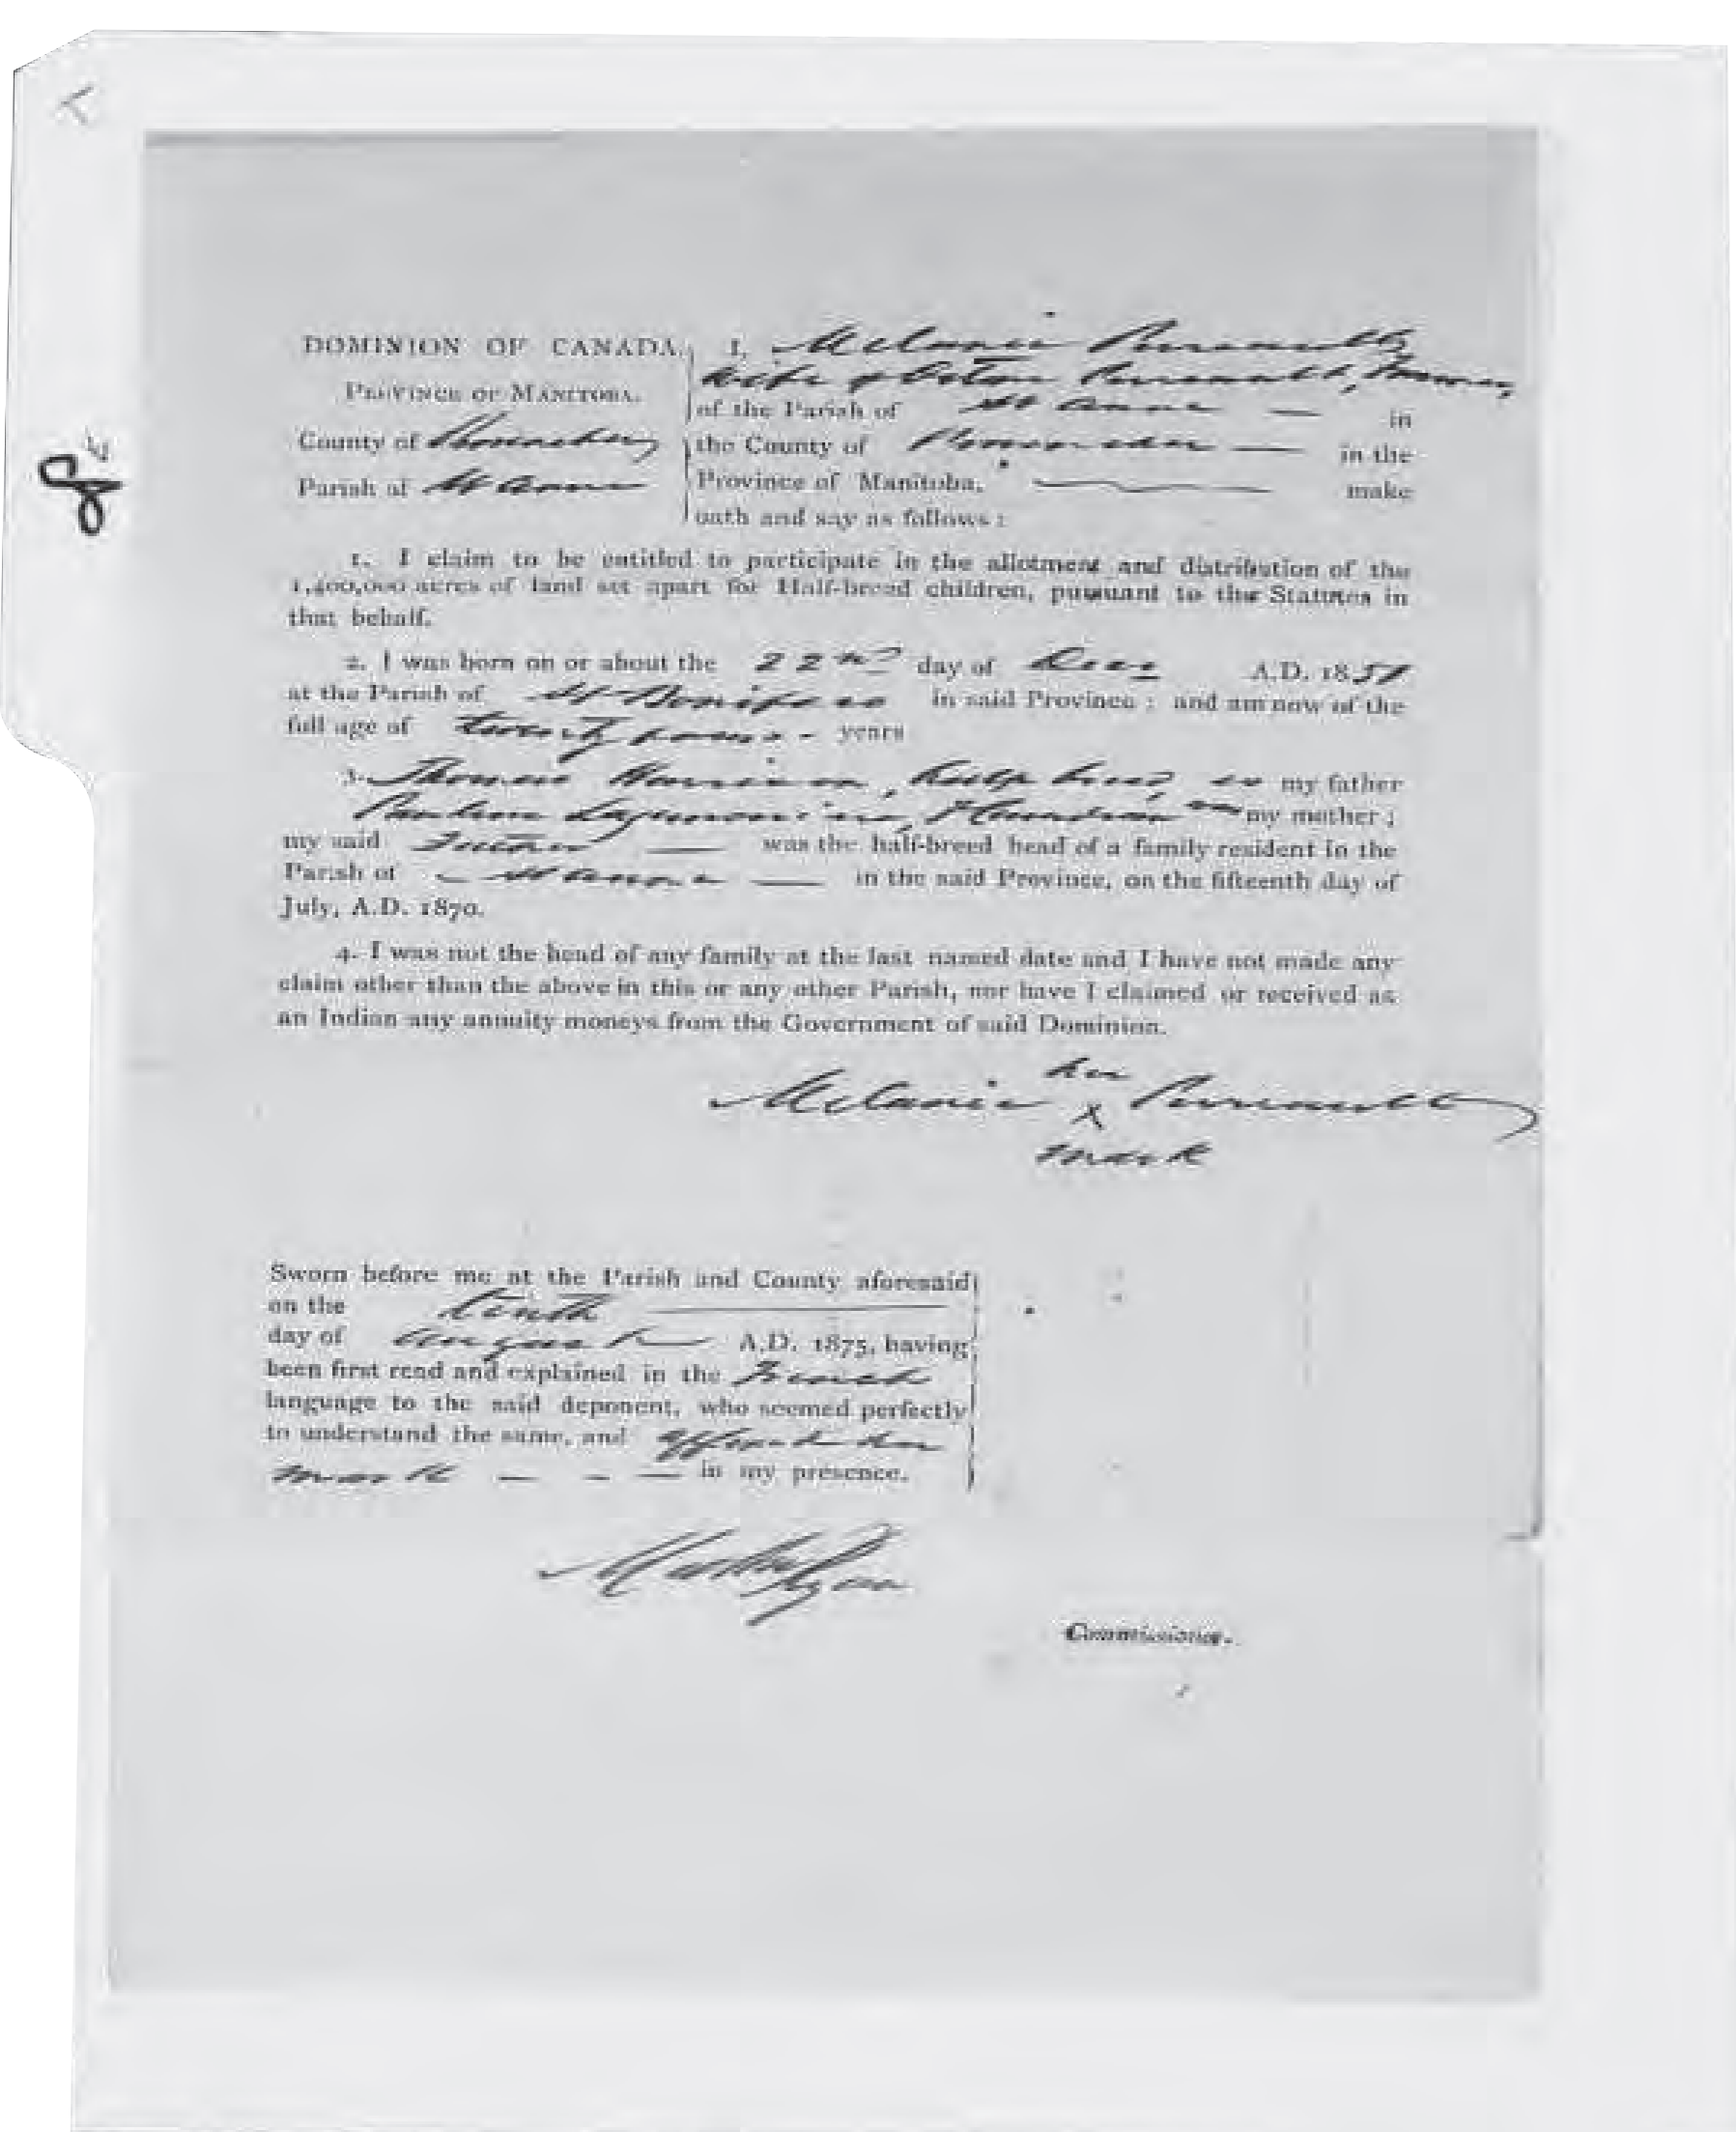 DOMINION OF CANADA. I, Melanie Perreault,
wife of Perreault,
PROVINCE OF MANITOBA. of the Parish of St Anne in
County of the County of in the
Parish of St Anne Province of Manitoba, make
oath and say as follows:
1. I claim to be entitled to participate in the allotment and distribution of the
1,400,000 acres of land set apart for Half-breed children, pursuant to the Statutes in
that behalf.
2. I was born on or about the 22nd day of A.D. 1851
at the Parish of St Boniface in said Province; and am now of the
full age of twenty years
3. Thomas Harrison, half breed, is my father
Lagimonière, is my mother;
my said father was the half-breed head of a family resident in the
Parish of St Anne in the said Province, on the fifteenth day of
July, A.D. 1870.
4. I was not the head of any family at the last named date and I have not made any
claim other than the above in this or any other Parish, nor have I claimed or received as
an Indian any annuity moneys from the Government of said Dominion.
her
Melanie X Perreault
mark
Sworn before me at the Parish and County aforesaid
on the tenth
day of August A.D. 1875, having
been first read and explained in the French
language to the said deponent, who seemed perfectly
to understand the same, and affixed her
mark in my presence.
Commissioner.